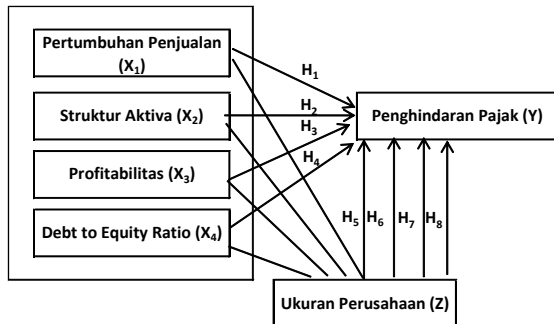 Pertumbuhan Penjualan
(X₁)
H₁
Struktur Aktiva (X₂)
H₂
Penghindaran Pajak (Y)
H₃
Profitabilitas (X₃)
H₄
Debt to Equity Ratio (X₄)
H₅ H₆ H₇ H₈
Ukuran Perusahaan (Z)